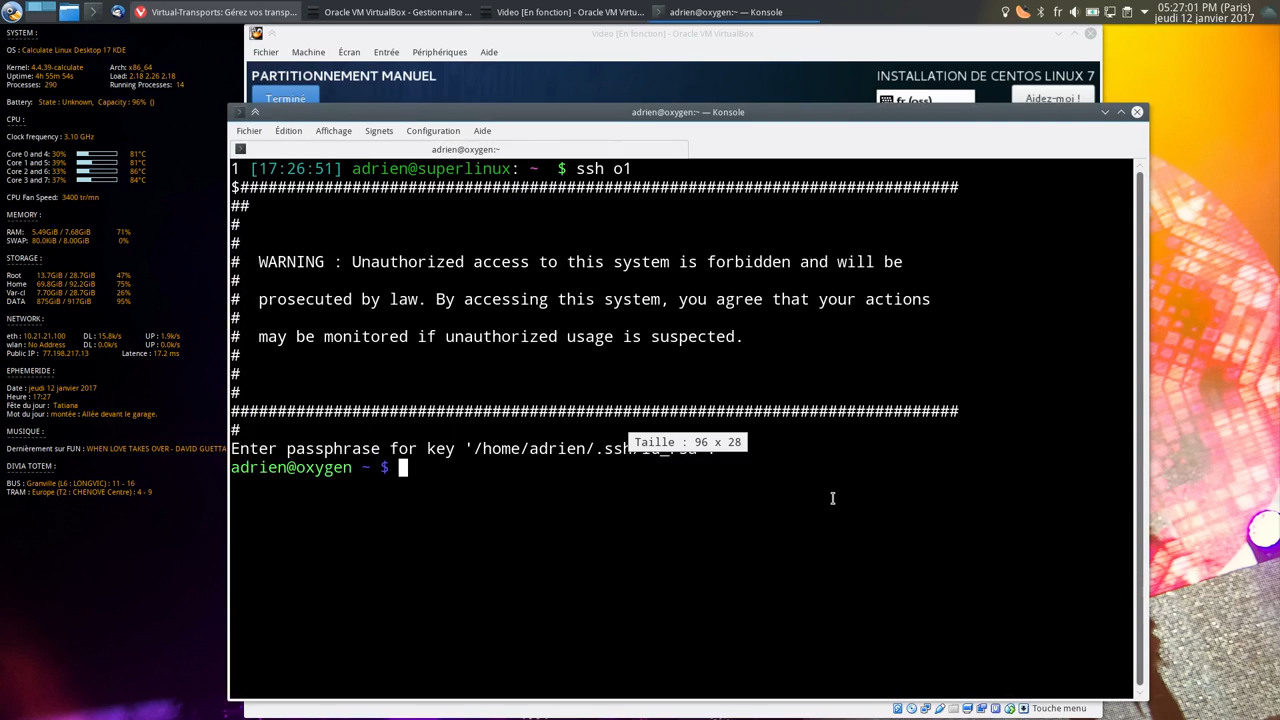 Virtual-Transports: Gérez vos transp...
Oracle VM VirtualBox - Gestionnaire ...
Video [En fonction] - Oracle VM Virtu...
adrien@oxygen:~ — Konsole
fr
05:27:01 PM (Paris)
jeudi 12 janvier 2017
SYSTEM :
OS : Calculate Linux Desktop 17 KDE
Kernel: 4.4.39-calculate Arch: x86_64
Uptime: 4h 55m 54s Load: 2.18 2.26 2.18
Processes: 290 Running Processes: 14
Battery: State : Unknown, Capacity : 96% ()
CPU :
Clock frequency : 3.10 GHz
Core 0 and 4: 30% 81°C
Core 1 and 5: 39% 81°C
Core 2 and 6: 33% 86°C
Core 3 and 7: 37% 84°C
CPU Fan Speed: 3400 tr/mn
MEMORY :
RAM: 5.49GiB / 7.68GiB 71%
SWAP: 80.0KiB / 8.00GiB 0%
STORAGE :
Root 13.7GiB / 28.7GiB 47%
Home 69.8GiB / 92.2GiB 75%
Var-cl 7.70GiB / 28.7GiB 26%
DATA 875GiB / 917GiB 95%
NETWORK :
eth : 10.21.21.100 DL : 15.8k/s UP : 1.9k/s
wlan : No Address DL : 0.0k/s UP : 0.0k/s
Public IP : 77.198.217.13 Latence : 17.2 ms
EPHEMERIDE :
Date : jeudi 12 janvier 2017
Heure : 17:27
Fête du jour : Tatiana
Mot du jour : montée : Allée devant le garage.
MUSIQUE :
Dernièrement sur FUN : WHEN LOVE TAKES OVER - DAVID GUETTA
DIVIA TOTEM :
BUS : Granville (L6 : LONGVIC) : 11 - 16
TRAM : Europe (T2 : CHENOVE Centre) : 4 - 9
Video [En fonction] - Oracle VM VirtualBox
Fichier Machine Écran Entrée Périphériques Aide
PARTITIONNEMENT MANUEL
INSTALLATION DE CENTOS LINUX 7
Terminé
fr (oss)
Aidez-moi !
adrien@oxygen:~ — Konsole
Fichier Édition Affichage Signets Configuration Aide
adrien@oxygen:~
1 [17:26:51] adrien@superlinux: ~ $ ssh o1
$#############################################################################
##
#
#
# WARNING : Unauthorized access to this system is forbidden and will be
#
# prosecuted by law. By accessing this system, you agree that your actions
#
# may be monitored if unauthorized usage is suspected.
#
#
#
##############################################################################
#
Enter passphrase for key '/home/adrien/.ssh/id_rsa':
Taille : 96 x 28
adrien@oxygen ~ $
Touche menu